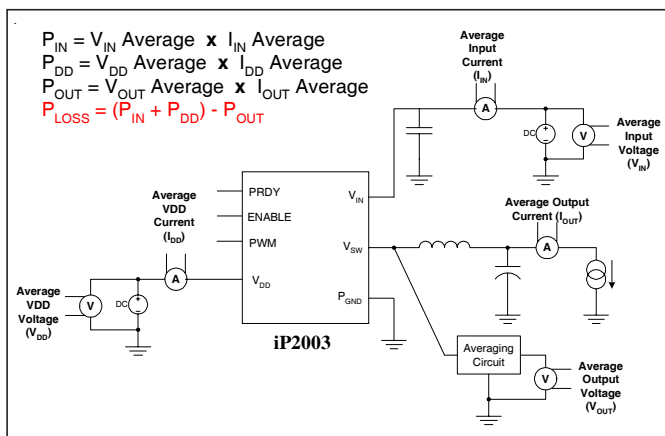 P_IN = V_IN Average x I_IN Average
P_DD = V_DD Average x I_DD Average
P_OUT = V_OUT Average x I_OUT Average
P_LOSS = (P_IN + P_DD) - P_OUT
Average
Input
Current
(I_IN)
A
DC
V
Average
Input
Voltage
(V_IN)
PRDY
ENABLE
PWM
V_DD
V_IN
V_SW
P_GND
iP2003
Average
VDD
Current
(I_DD)
A
Average
VDD
Voltage
(V_DD)
V
DC
Average Output
Current (I_OUT)
A
Averaging
Circuit
V
Average
Output
Voltage
(V_OUT)